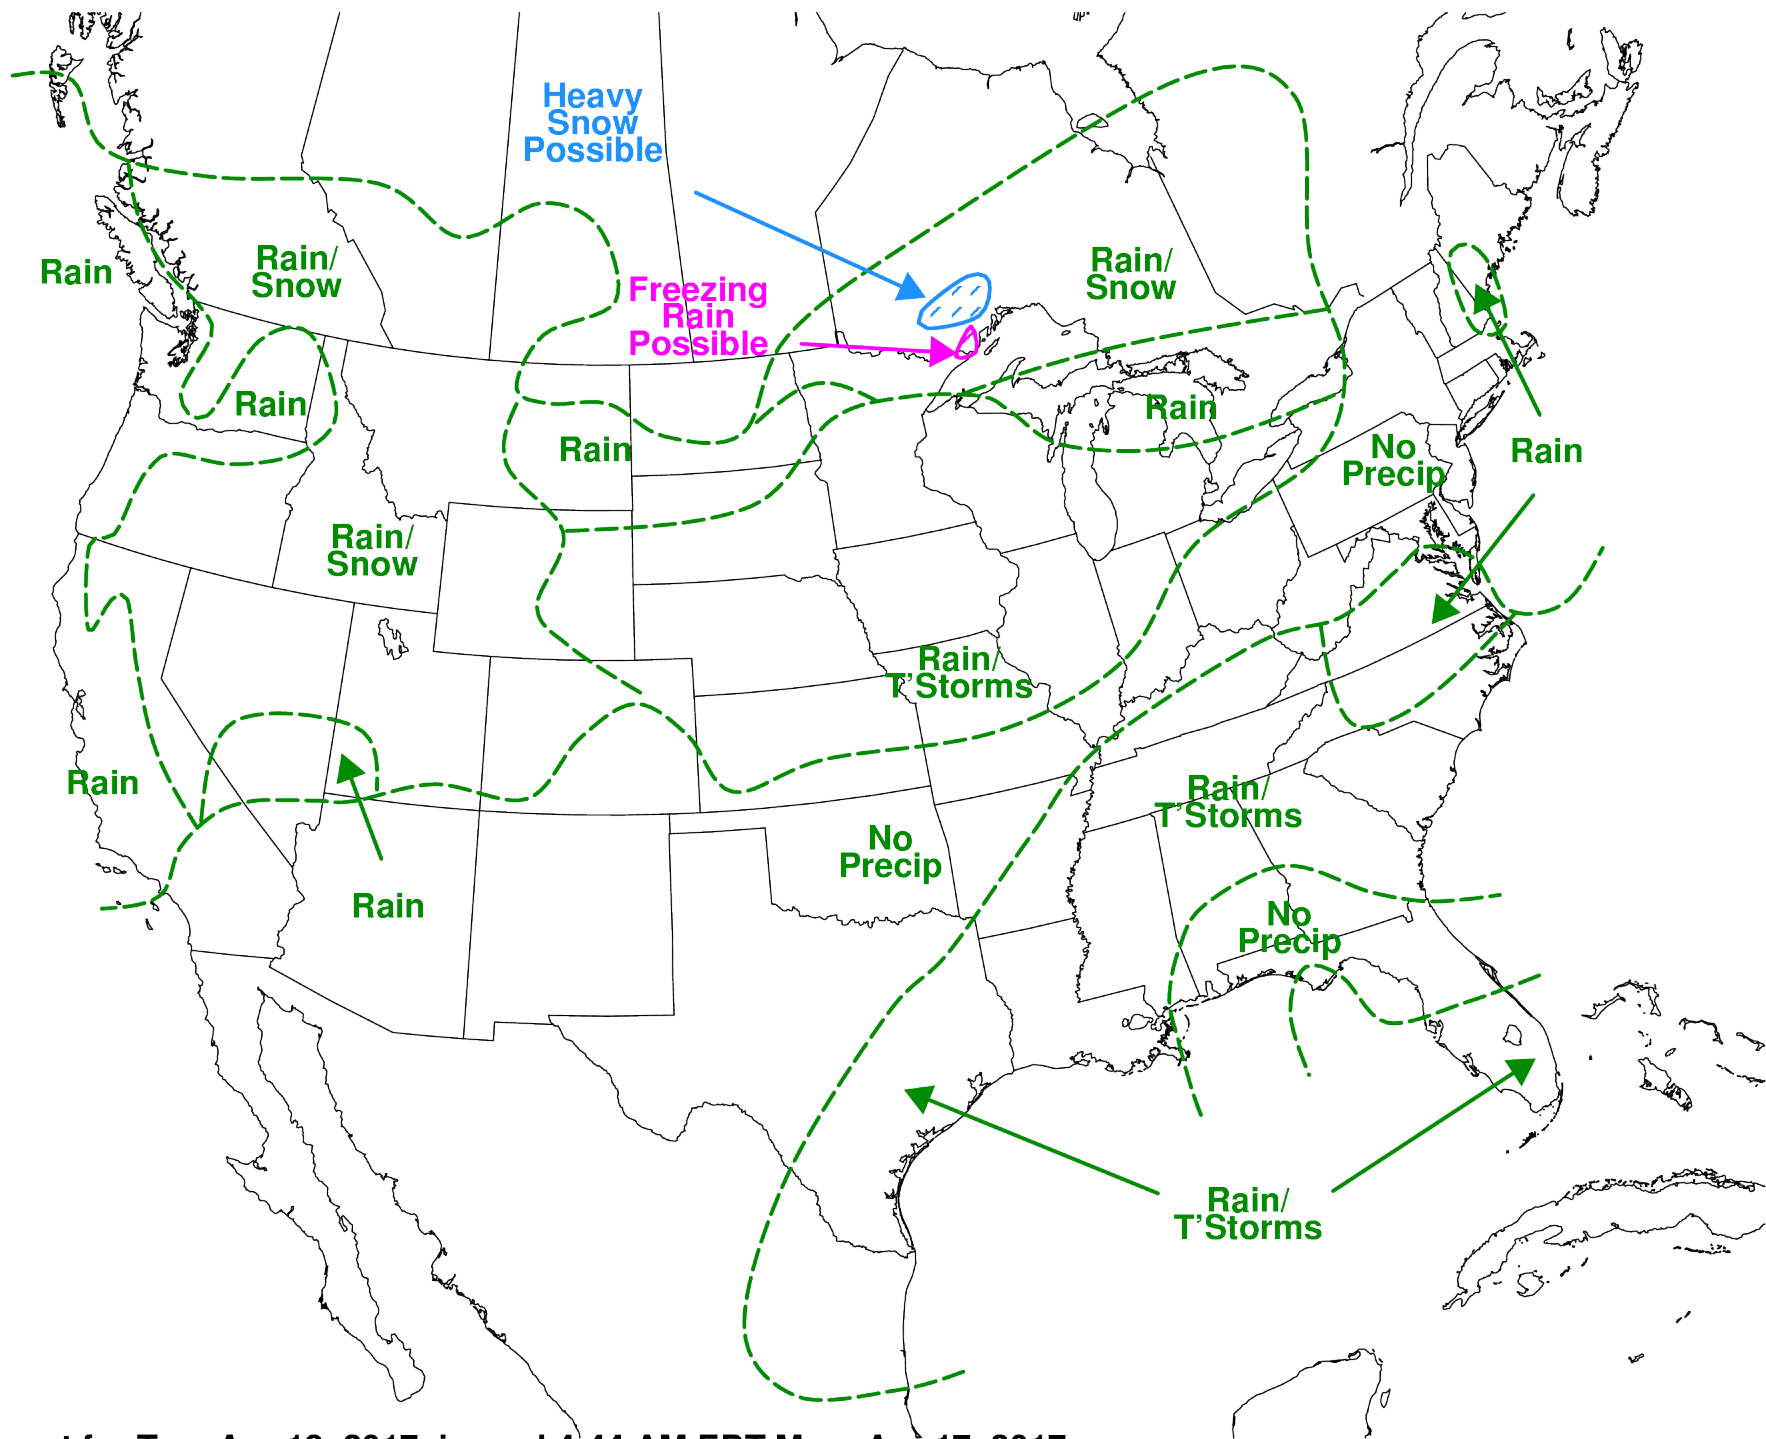 Heavy
Snow
Possible
Rain
Rain/
Snow
Freezing
Rain
Possible
Rain/
Snow
Rain
Rain
Rain
No
Precip
Rain
Rain/
Snow
Rain/
T'Storms
Rain
Rain/
T'Storms
No
Precip
Rain
No
Precip
Rain/
T'Storms